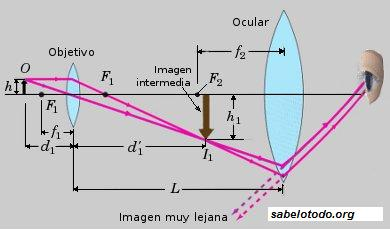 Ocular
Objetivo
f₂
O
F₁
Imagen
intermedia
F₂
h
F₁
f₁
h₁
d₁
d′₁
I₁
L
Imagen muy lejana
sabelotodo.org